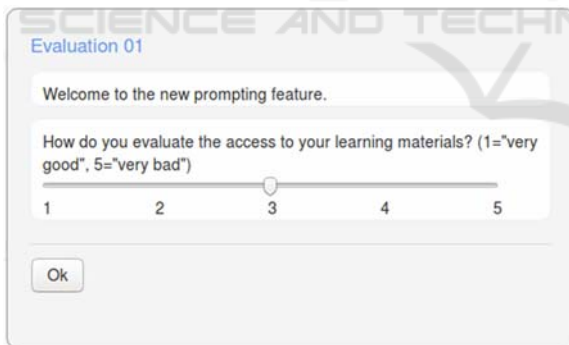 SCIENCE AND TECHN
Evaluation 01
Welcome to the new prompting feature.
How do you evaluate the access to your learning materials? (1="very
good", 5="very bad")
1 2 3 4 5
Ok